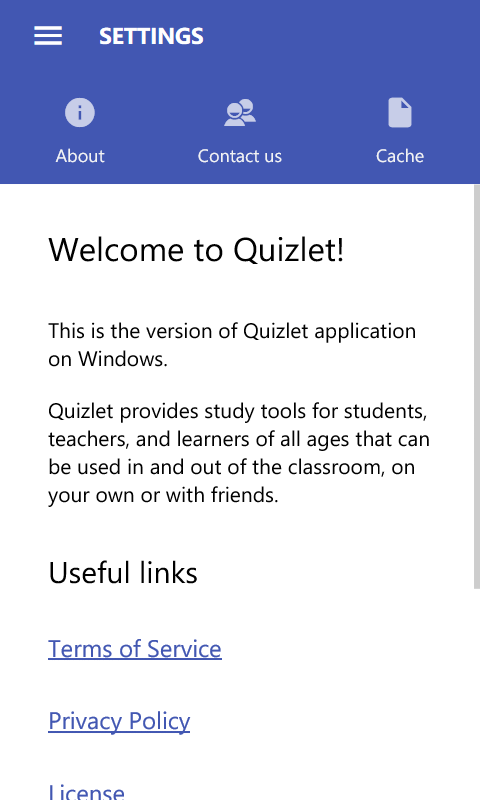 SETTINGS
About
Contact us
Cache
Welcome to Quizlet!
This is the version of Quizlet application
on Windows.
Quizlet provides study tools for students,
teachers, and learners of all ages that can
be used in and out of the classroom, on
your own or with friends.
Useful links
Terms of Service
Privacy Policy
License